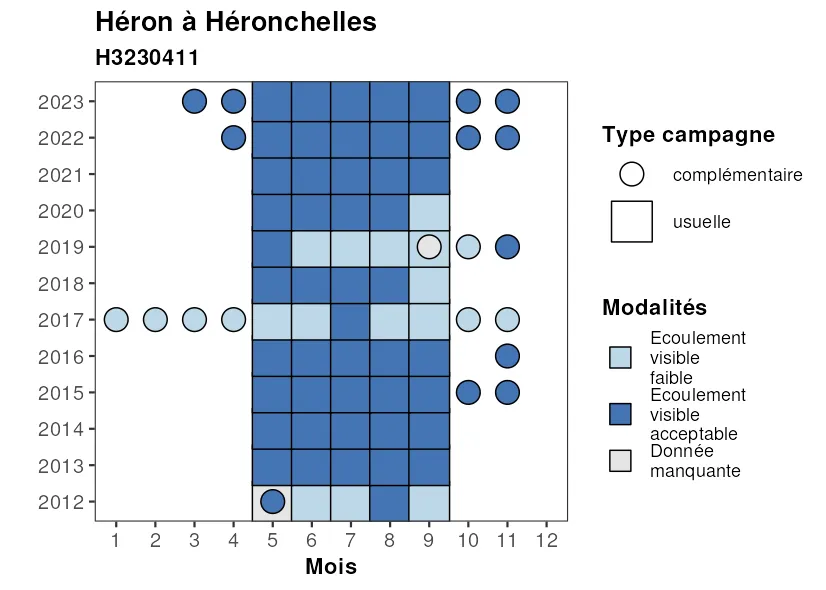 Héron à Héronchelles
H3230411
2023
2022
2021
2020
2019
2018
2017
2016
2015
2014
2013
2012
1 2 3 4 5 6 7 8 9 10 11 12
Mois
Type campagne
complémentaire
usuelle
Modalités
Ecoulement
visible
faible
Ecoulement
visible
acceptable
Donnée
manquante